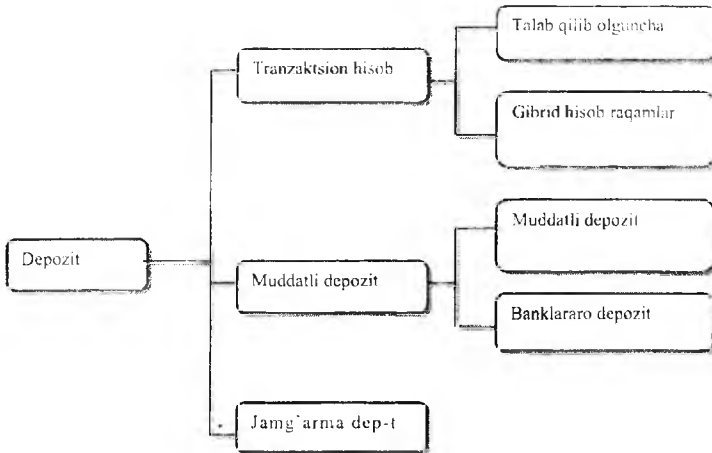 Talab qilib olguncha
Tranzaktsion hisob
Gibrid hisob raqamlar
Muddatli depozit
Depozit
Muddatli depozit
Banklararo depozit
Jamg`arma dep-t